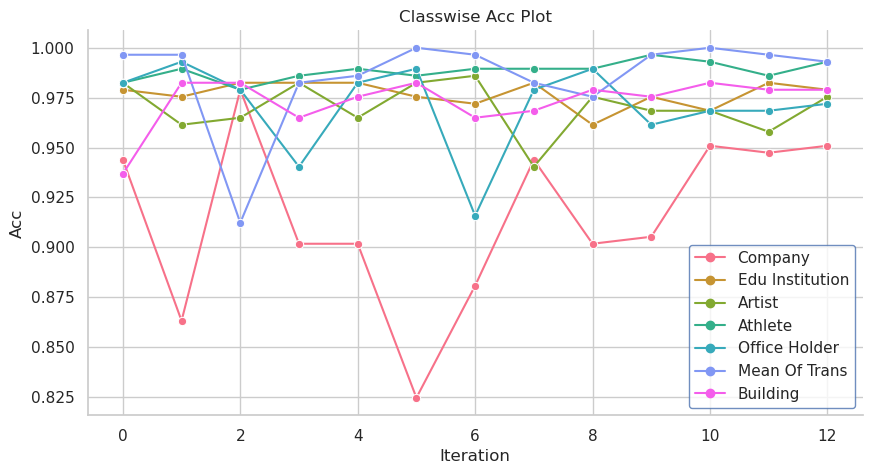 Classwise Acc Plot
1.000
0.975
0.950
0.925
0.900
0.875
0.850
0.825
Acc
0 2 4 6 8 10 12
Iteration
Company
Edu Institution
Artist
Athlete
Office Holder
Mean Of Trans
Building